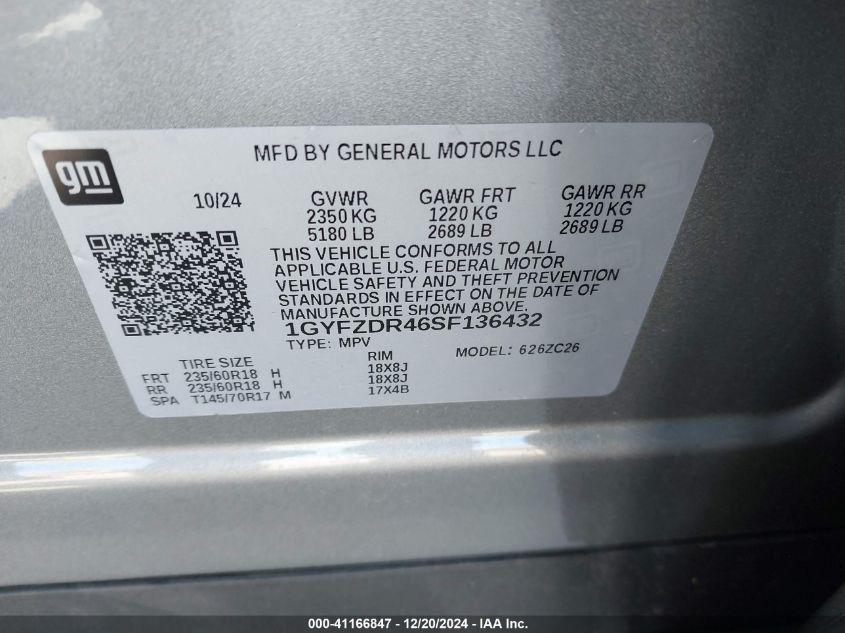 MFD BY GENERAL MOTORS LLC
gm
10/24 GVWR GAWR FRT GAWR RR
2350 KG 1220 KG 1220 KG
5180 LB 2689 LB 2689 LB
THIS VEHICLE CONFORMS TO ALL
APPLICABLE U.S. FEDERAL MOTOR
VEHICLE SAFETY AND THEFT PREVENTION
STANDARDS IN EFFECT ON THE DATE OF
MANUFACTURE SHOWN ABOVE.
1GYFZDR46SF136432
TYPE: MPV MODEL: 626ZC26
TIRE SIZE RIM
FRT 235/60R18 H 18X8J
RR 235/60R18 H 18X8J
SPA T145/70R17 M 17X4B
000-41166847 / 12/20/2024 - IAA Inc.